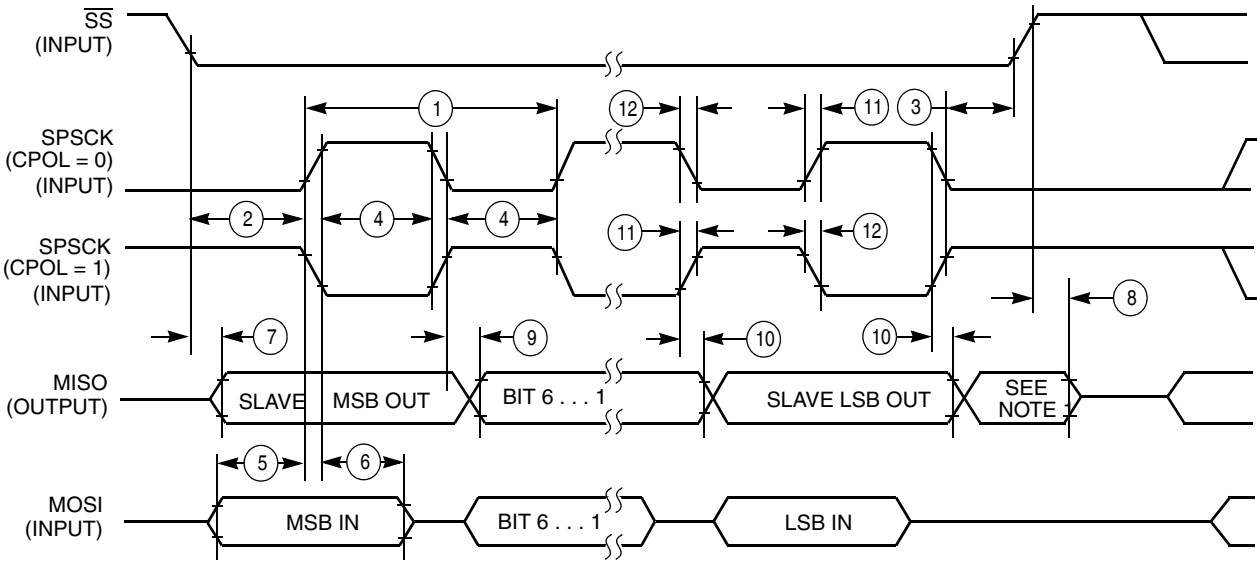 SS
(INPUT)
1
12
11
3
SPSCK
(CPOL = 0)
(INPUT)
2
4
4
SPSCK
(CPOL = 1)
(INPUT)
11
12
8
7
9
10
10
MISO
(OUTPUT)
SLAVE MSB OUT
BIT 6 . . . 1
SLAVE LSB OUT
SEE
NOTE
5
6
MOSI
(INPUT)
MSB IN
BIT 6 . . . 1
LSB IN